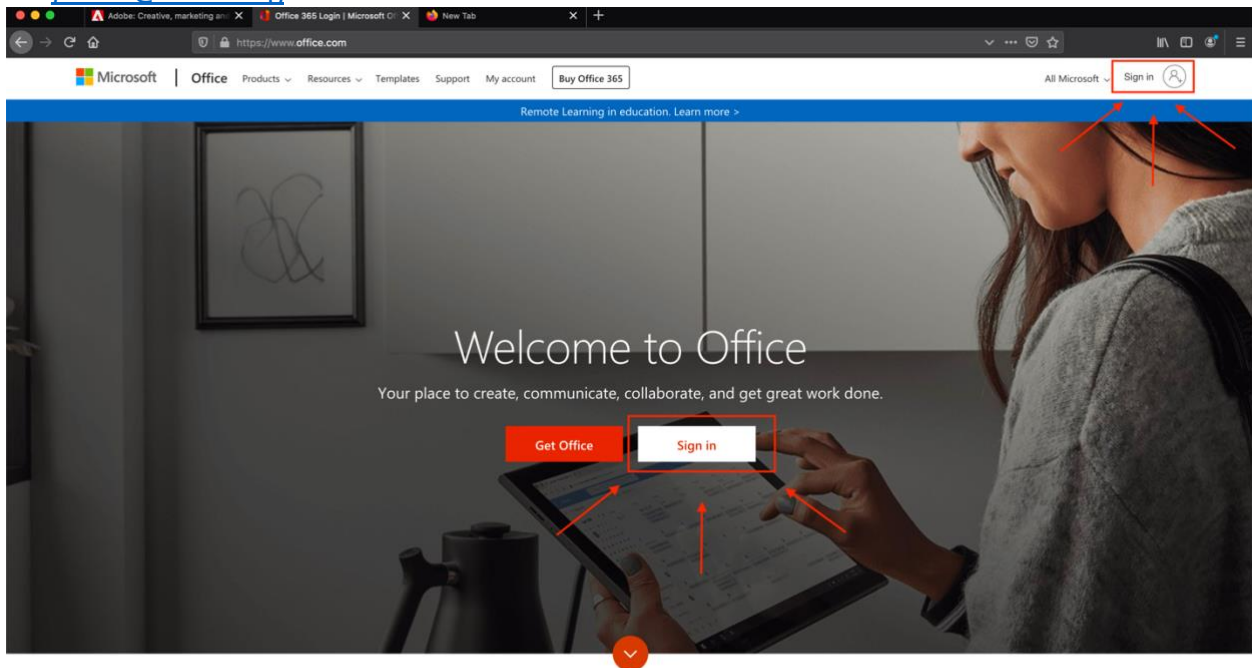 Adobe: Creative, marketing and
Office 365 Login | Microsoft Of
New Tab
https://www.office.com
Microsoft
Office Products Resources Templates Support My account Buy Office 365
All Microsoft Sign in
Remote Learning in education. Learn more >
Welcome to Office
Your place to create, communicate, collaborate, and get great work done.
Get Office Sign in